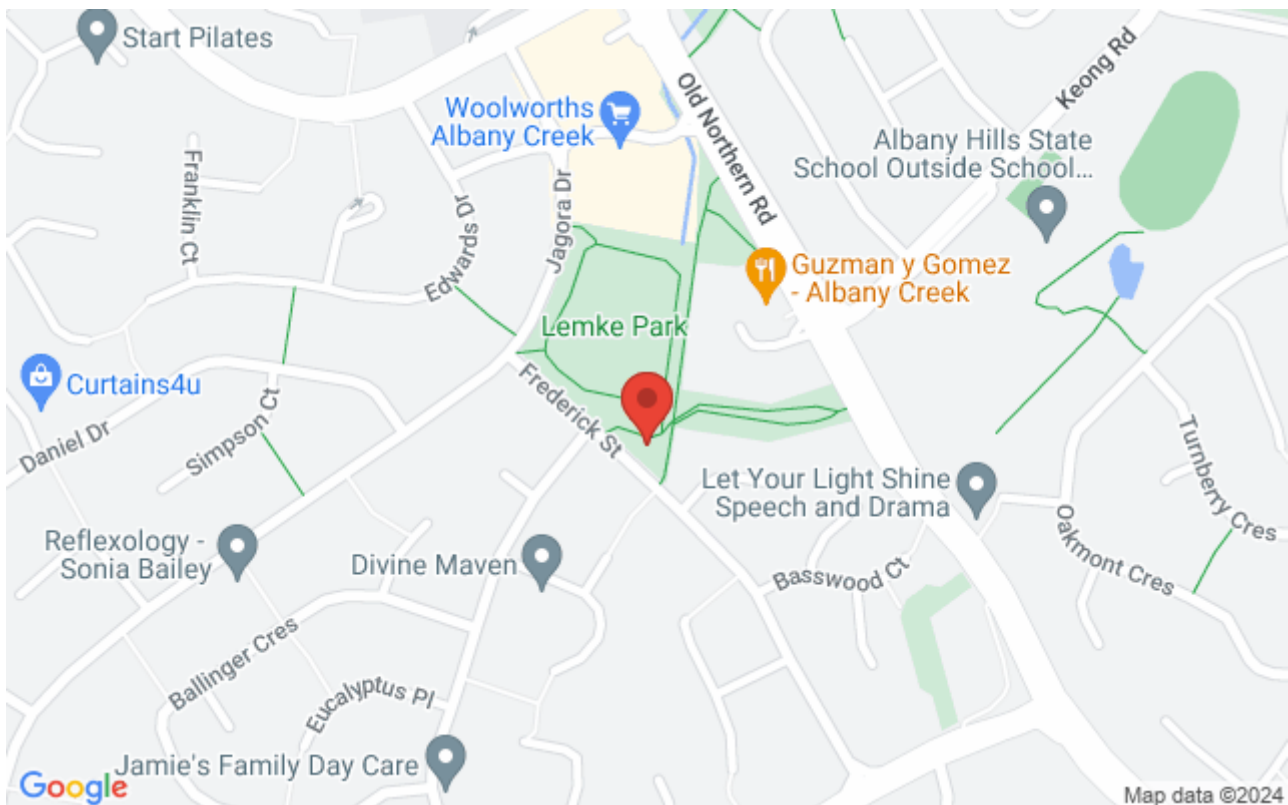 Start Pilates
Woolworths
Albany Creek
Old Northern Rd
Keong Rd
Albany Hills State
School Outside School...
Franklin Ct
Edwards Dr
Jagora Dr
Guzman y Gomez
- Albany Creek
Lemke Park
Curtains4u
Daniel Dr
Simpson Ct
Frederick St
Turnberry Cres
Let Your Light Shine
Speech and Drama
Oakmont Cres
Reflexology -
Sonia Bailey
Divine Maven
Basswood Ct
Ballinger Cres
Eucalyptus Pl
Jamie's Family Day Care
Google
Map data ©2024